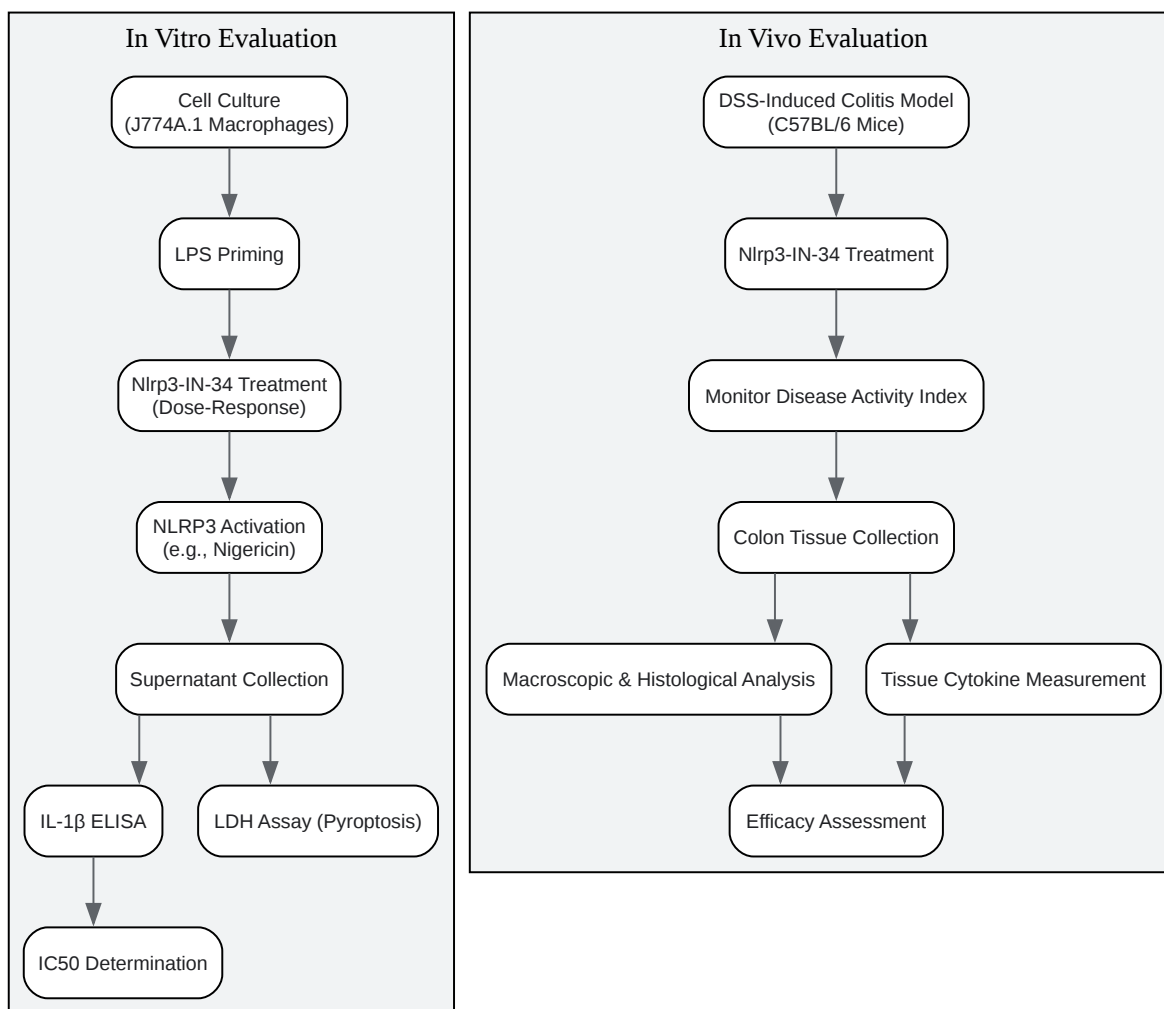 In Vitro Evaluation
Cell Culture
(J774A.1 Macrophages)
LPS Priming
Nlrp3-IN-34 Treatment
(Dose-Response)
NLRP3 Activation
(e.g., Nigericin)
Supernatant Collection
IL-1β ELISA
LDH Assay (Pyroptosis)
IC50 Determination
In Vivo Evaluation
DSS-Induced Colitis Model
(C57BL/6 Mice)
Nlrp3-IN-34 Treatment
Monitor Disease Activity Index
Colon Tissue Collection
Macroscopic & Histological Analysis
Tissue Cytokine Measurement
Efficacy Assessment